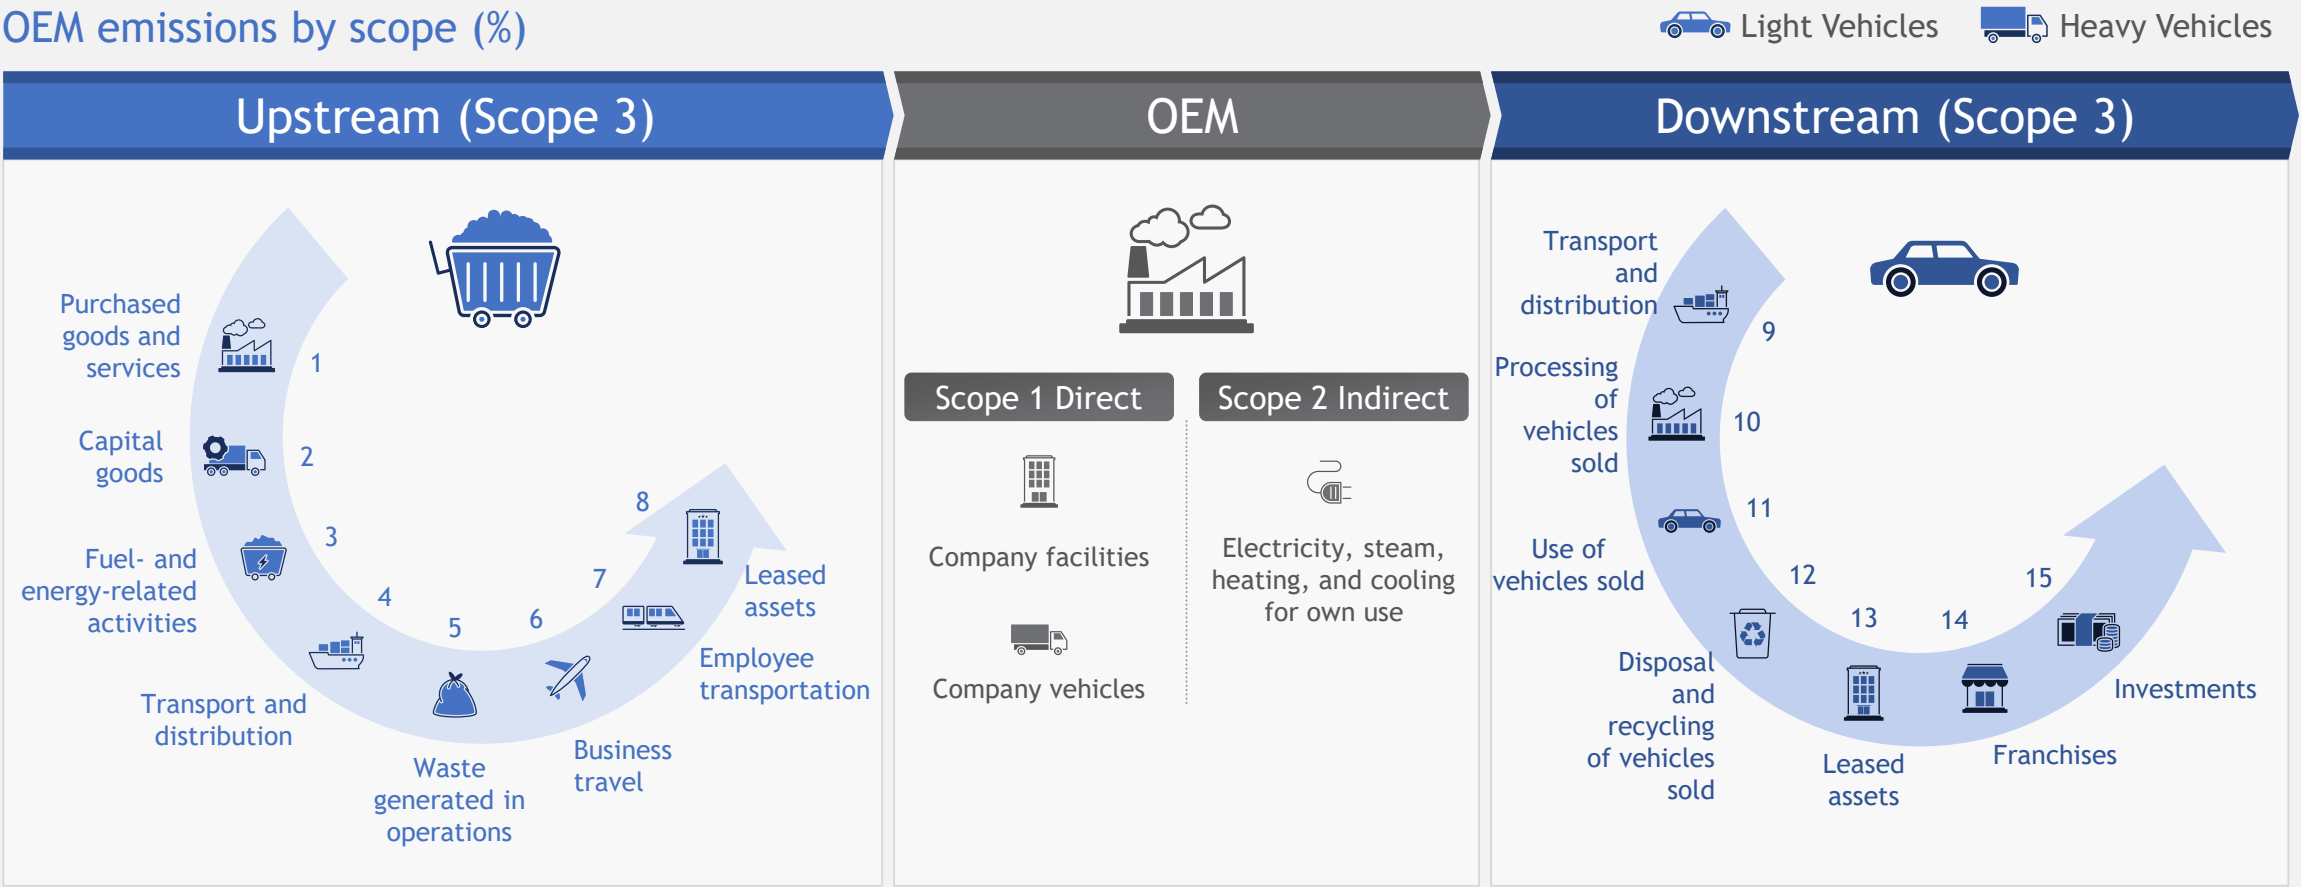 OEM emissions by scope (%)
Light Vehicles
Heavy Vehicles
Upstream (Scope 3)
OEM
Downstream (Scope 3)
Purchased
goods and
services
1
Capital
goods
2
Fuel- and
energy-related
activities
3
Transport and
distribution
4
Waste
generated in
operations
5
Business
travel
6
Employee
transportation
7
Leased
assets
8
Scope 1 Direct
Company facilities
Company vehicles
Scope 2 Indirect
Electricity, steam,
heating, and cooling
for own use
Transport
and
distribution
9
Processing
of
vehicles
sold
10
Use of
vehicles sold
11
Disposal
and
recycling
of vehicles
sold
12
Leased
assets
13
Franchises
14
Investments
15